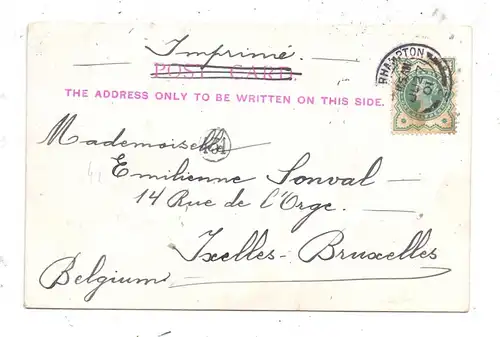 Imprimé.
POST CARD
THE ADDRESS ONLY TO BE WRITTEN ON THIS SIDE.
Mademoiselle
Emilienne Sonval
14 Rue de l'Orge.
Ixelles-Bruxelles
Belgium
RHAMPTON